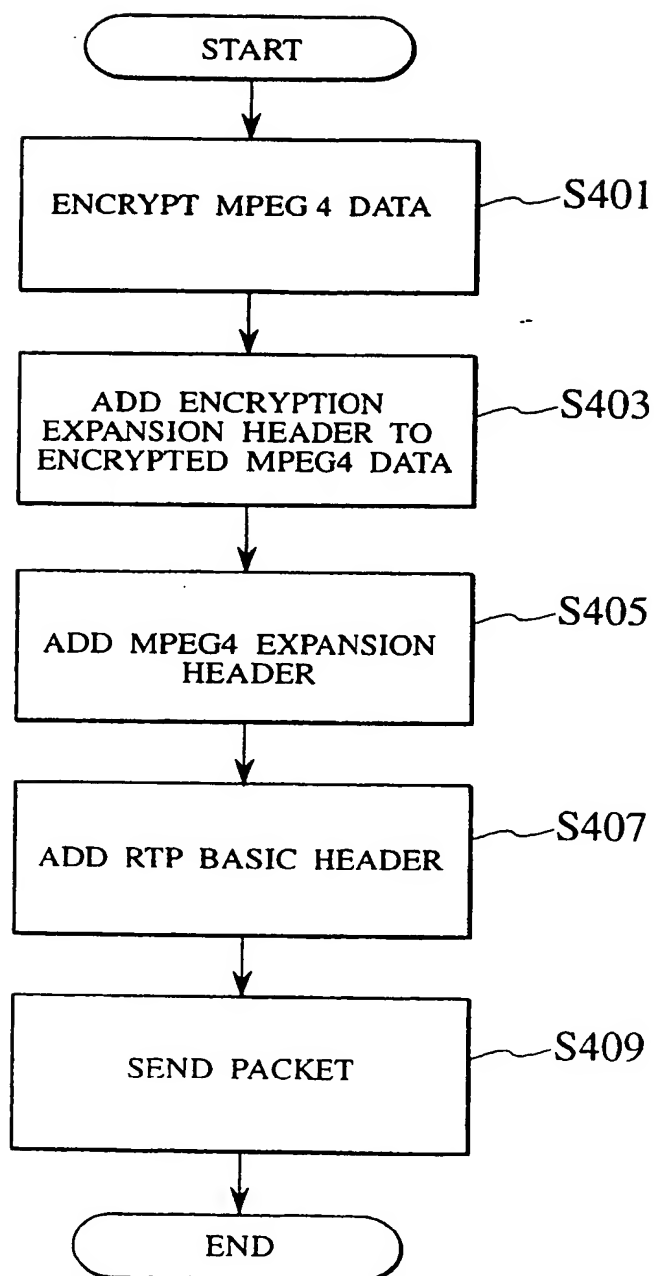 START
ENCRYPT MPEG 4 DATA
S401
ADD ENCRYPTION
EXPANSION HEADER TO
ENCRYPTED MPEG4 DATA
S403
ADD MPEG4 EXPANSION
HEADER
S405
ADD RTP BASIC HEADER
S407
SEND PACKET
S409
END